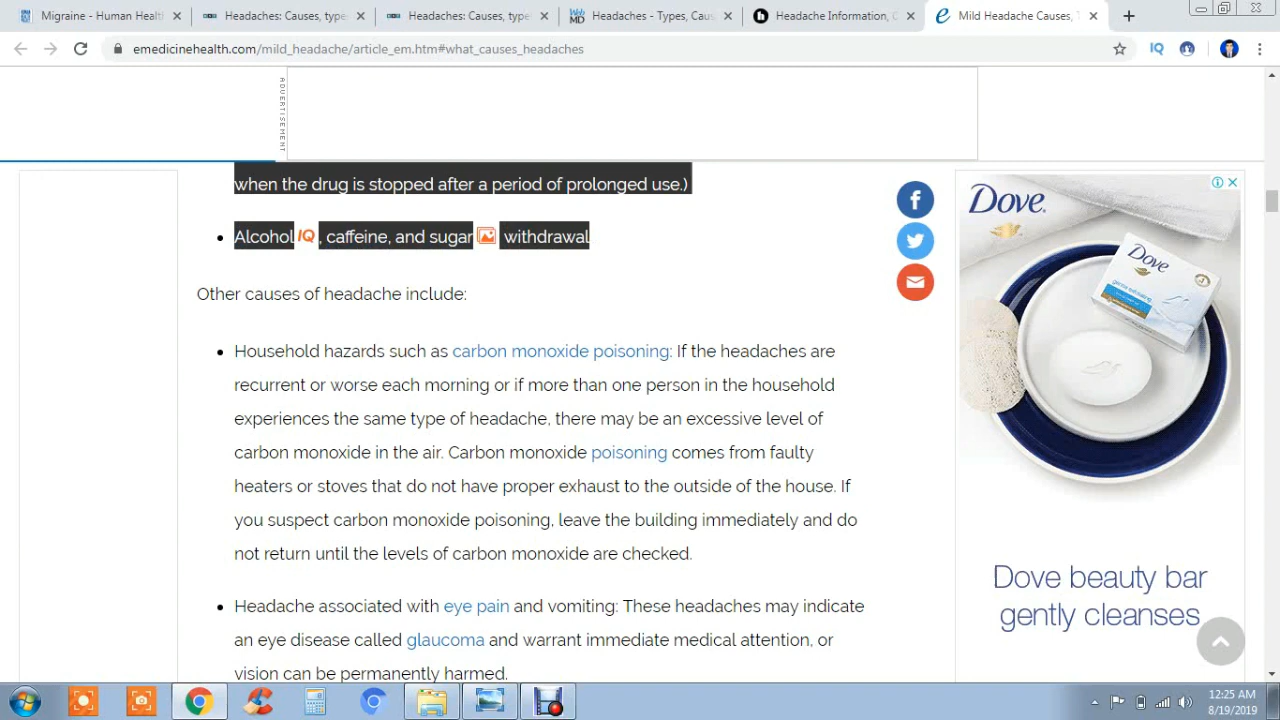 Migraine - Human Healt
Headaches: Causes, type
Headaches: Causes, type
WebMD
Headaches - Types, Cau
h
Headache Information, C
e
Mild Headache Causes, T
emedicinehealth.com/mild_headache/article_em.htm#what_causes_headaches
IQ
ADVERTISEMENT
when the drug is stopped after a period of prolonged use.)
• Alcohol IQ , caffeine, and sugar withdrawal.
Other causes of headache include:
• Household hazards such as carbon monoxide poisoning: If the headaches are
recurrent or worse each morning or if more than one person in the household
experiences the same type of headache, there may be an excessive level of
carbon monoxide in the air. Carbon monoxide poisoning comes from faulty
heaters or stoves that do not have proper exhaust to the outside of the house. If
you suspect carbon monoxide poisoning, leave the building immediately and do
not return until the levels of carbon monoxide are checked.
• Headache associated with eye pain and vomiting: These headaches may indicate
an eye disease called glaucoma and warrant immediate medical attention, or
vision can be permanently harmed.
Dove
Dove
Dove beauty bar
gently cleanses
12:25 AM
8/19/2019